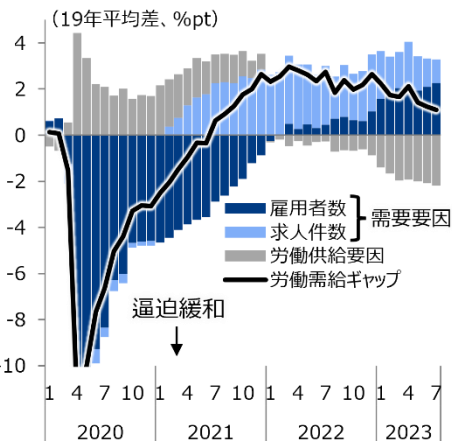 （19年平均差、%pt）
4
2
0
-2
-4
-6
-8
-10
雇用者数
求人件数
需要要因
労働供給要因
労働需給ギャップ
逼迫緩和
1 4 7 10 1 4 7 10 1 4 7 10 1 4 7
2020 2021 2022 2023